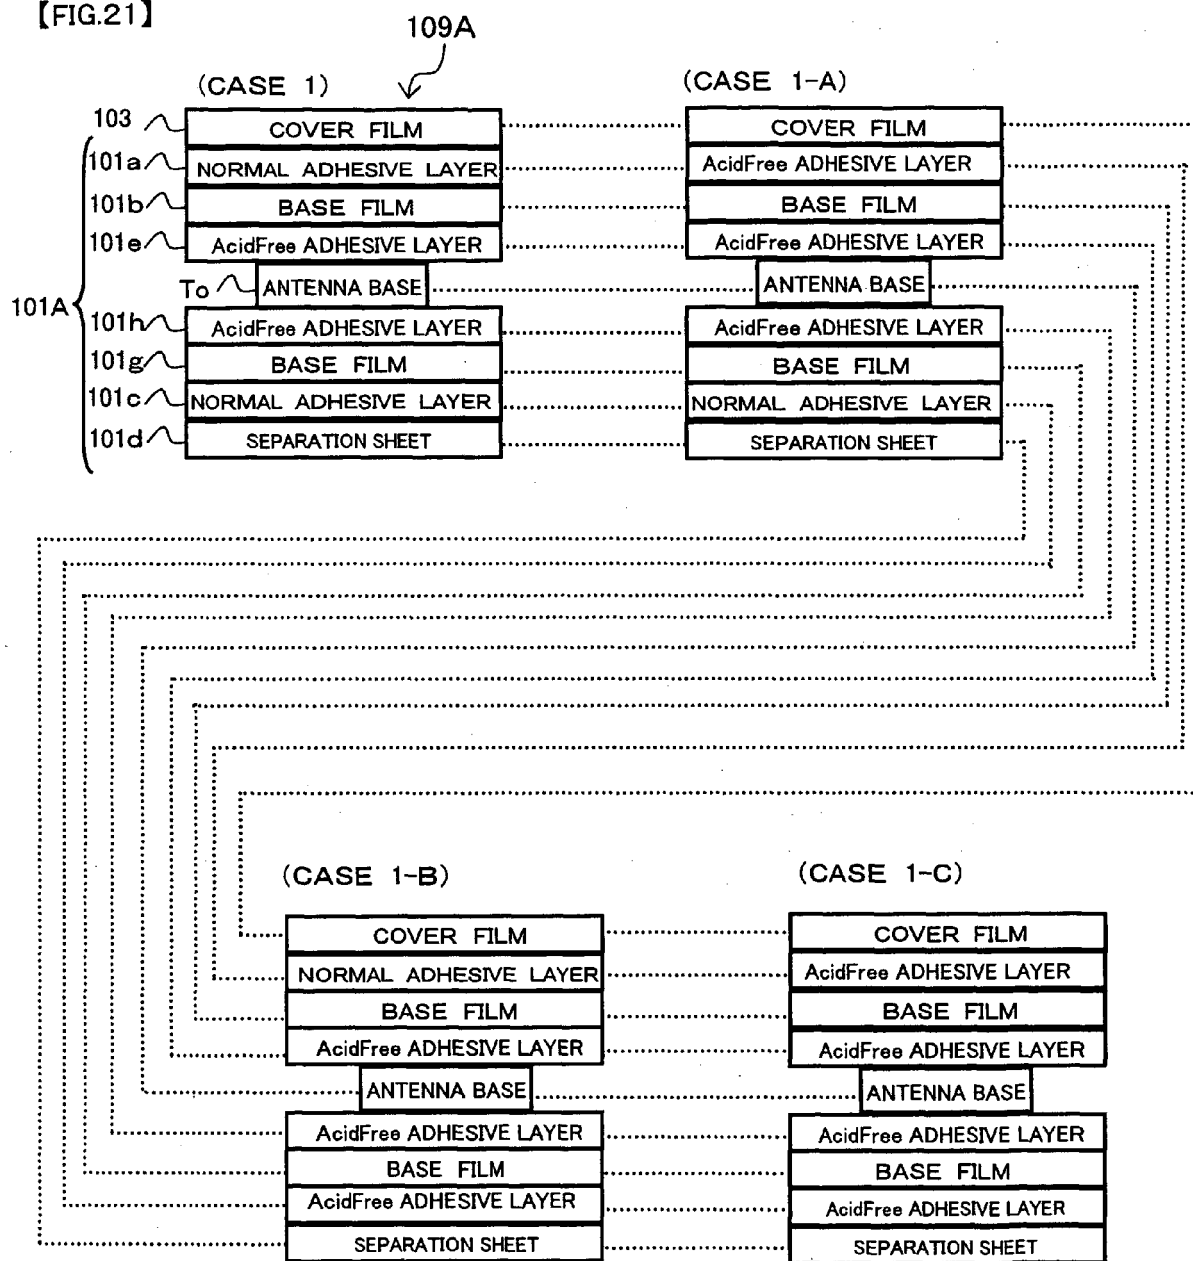 【FIG.21】
109A
(CASE 1)
103
COVER FILM
101a
NORMAL ADHESIVE LAYER
101b
BASE FILM
101e
AcidFree ADHESIVE LAYER
To
ANTENNA BASE
101A
101h
AcidFree ADHESIVE LAYER
101g
BASE FILM
101c
NORMAL ADHESIVE LAYER
101d
SEPARATION SHEET
(CASE 1-A)
COVER FILM
AcidFree ADHESIVE LAYER
BASE FILM
AcidFree ADHESIVE LAYER
ANTENNA BASE
AcidFree ADHESIVE LAYER
BASE FILM
NORMAL ADHESIVE LAYER
SEPARATION SHEET
(CASE 1-B)
COVER FILM
NORMAL ADHESIVE LAYER
BASE FILM
AcidFree ADHESIVE LAYER
ANTENNA BASE
AcidFree ADHESIVE LAYER
BASE FILM
AcidFree ADHESIVE LAYER
SEPARATION SHEET
(CASE 1-C)
COVER FILM
AcidFree ADHESIVE LAYER
BASE FILM
AcidFree ADHESIVE LAYER
ANTENNA BASE
AcidFree ADHESIVE LAYER
BASE FILM
AcidFree ADHESIVE LAYER
SEPARATION SHEET